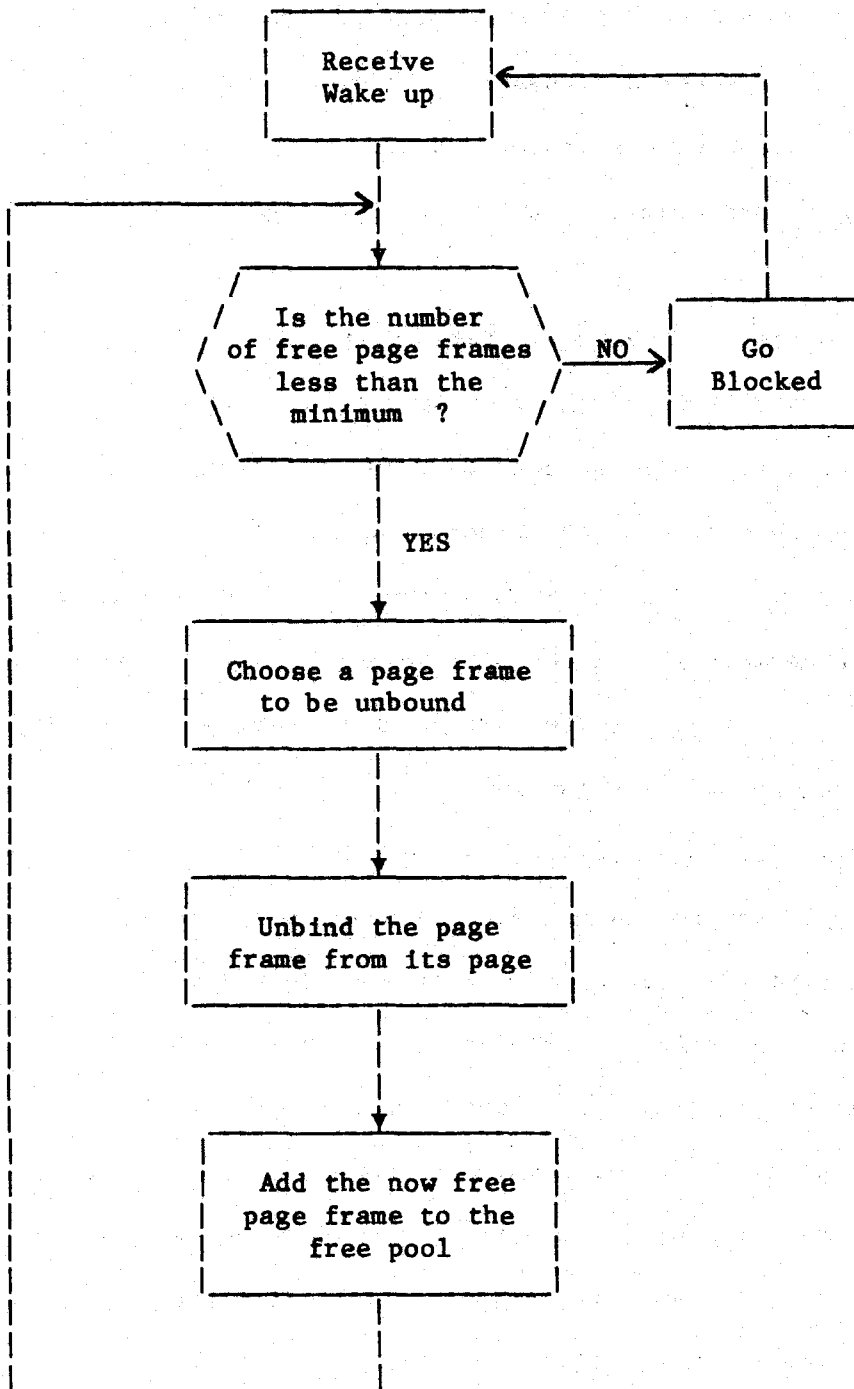 Receive
Wake up
Is the number
of free page frames
less than the
minimum ?
NO
Go
Blocked
YES
Choose a page frame
to be unbound
Unbind the page
frame from its page
Add the now free
page frame to the
free pool